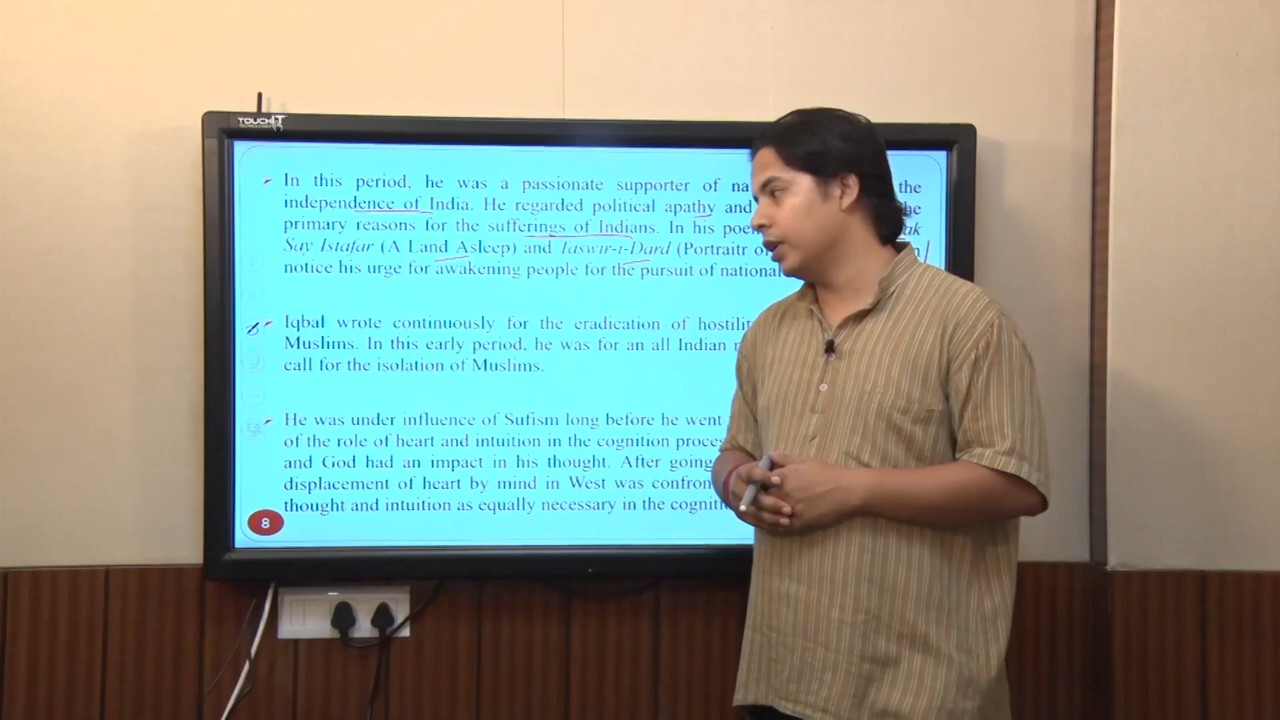 TOUCHIT
In this period, he was a passionate supporter of na the
independence of India. He regarded political apathy and he
primary reasons for the sufferings of Indians. In his poe ak
Say Istafar (A Land Asleep) and Taswir-i-Dard (Portraitr o n
notice his urge for awakening people for the pursuit of national
Iqbal wrote continuously for the eradication of hostilit
Muslims. In this early period, he was for an all Indian
call for the isolation of Muslims.
He was under influence of Sufism long before he went
of the role of heart and intuition in the cognition proces
and God had an impact in his thought. After going
displacement of heart by mind in West was confron
thought and intuition as equally necessary in the cogniti
8